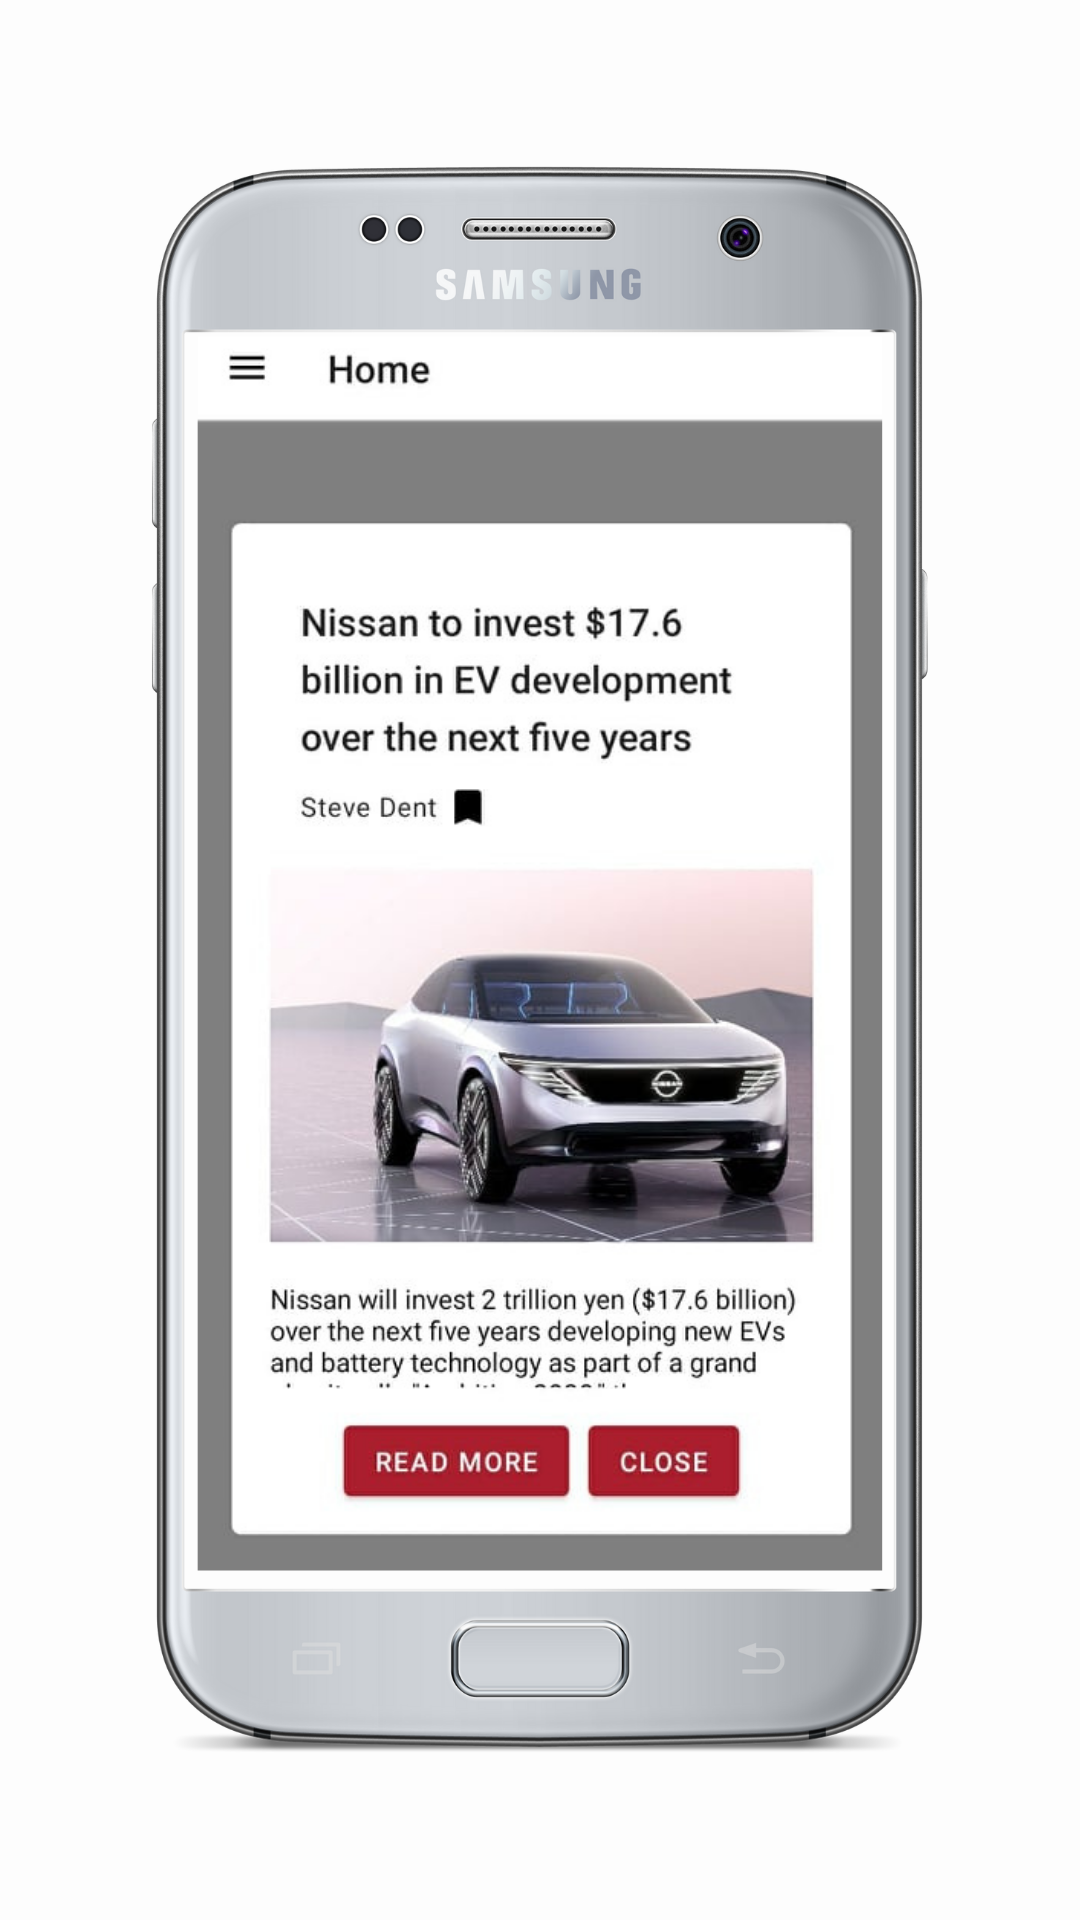 SAMSUNG
Home
Nissan to invest $17.6
billion in EV development
over the next five years
Steve Dent
NISSAN
Nissan will invest 2 trillion yen ($17.6 billion)
over the next five years developing new EVs
and battery technology as part of a grand
READ MORE
CLOSE